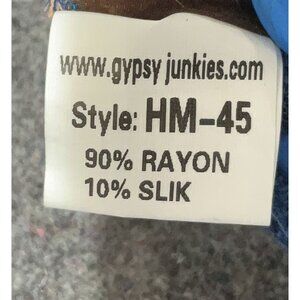 www.gypsy junkies.com
Style: HM-45
90% RAYON
10% SLIK